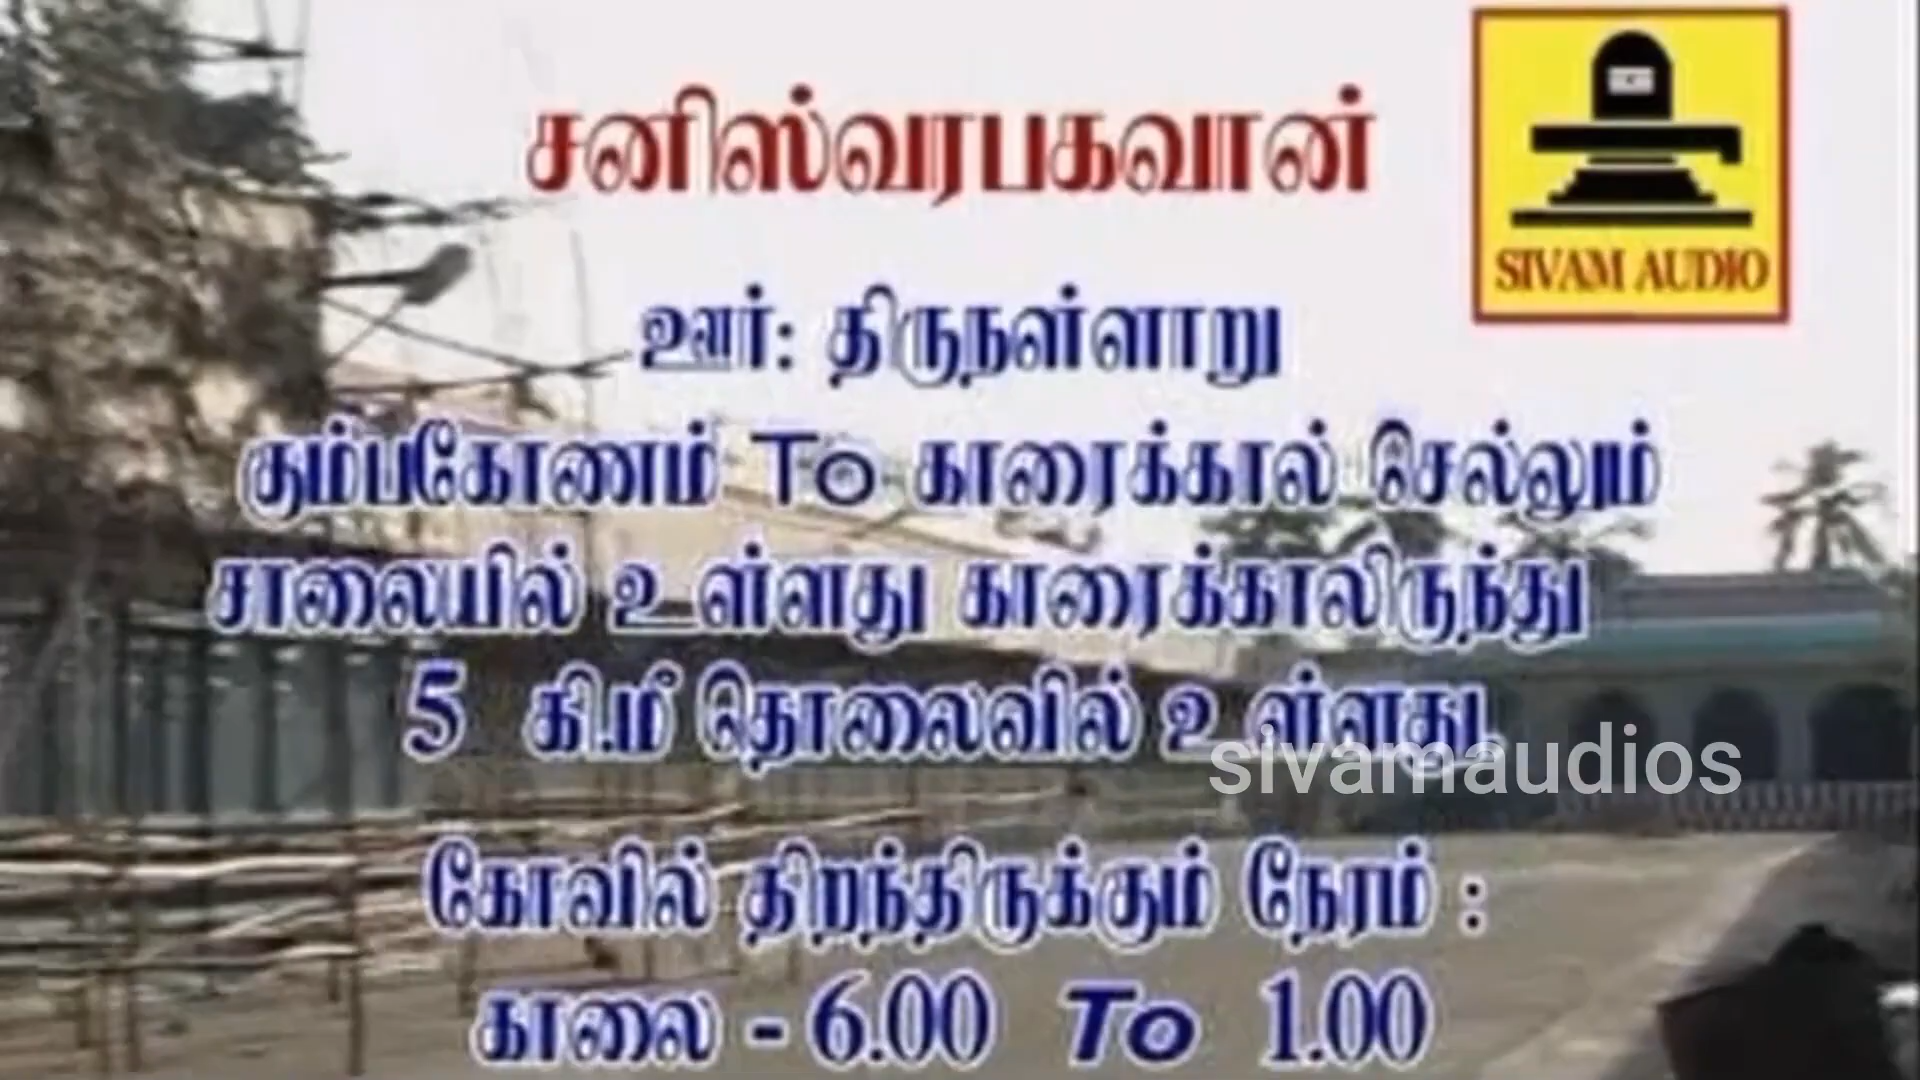 சனிஸ்வரபகவான்
SIVAM AUDIO
ஊர்: திருநள்ளாறு
கும்பகோணம் To காரைக்கால் செல்லும்
சாலையில் உள்ளது காரைக்காலிருந்து
5 கி.மீ தொலைவில் உள்ளது.
sivamaudios
கோவில் திறந்திருக்கும் நேரம் :
காலை - 6.00 To 1.00